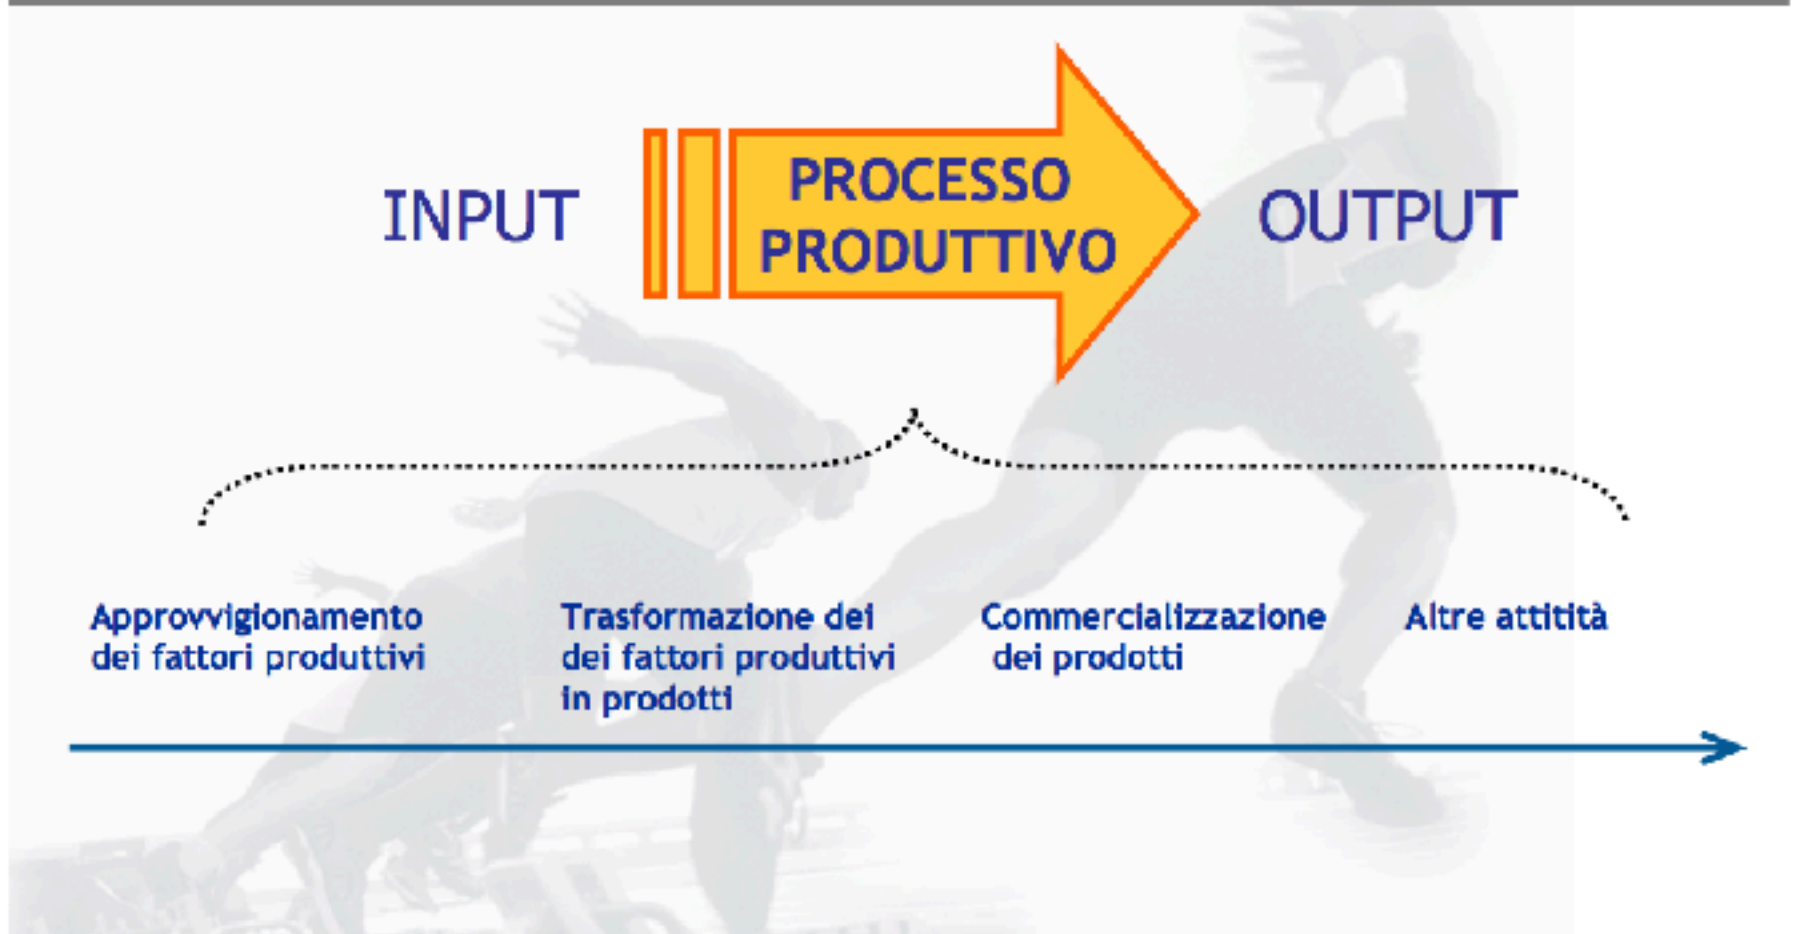 INPUT
PROCESSO
PRODUTTIVO
OUTPUT
Approvvigionamento
dei fattori produttivi
Trasformazione dei
dei fattori produttivi
in prodotti
Commercializzazione
dei prodotti
Altre attitità